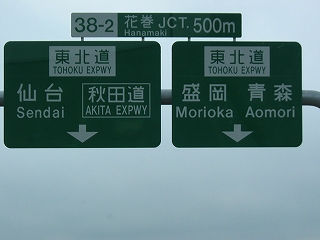 38-2 花巻 JCT. 500m
Hanamaki
東北道
TOHOKU EXPWY
仙台 秋田道
Sendai AKITA EXPWY
東北道
TOHOKU EXPWY
盛岡 青森
Morioka Aomori